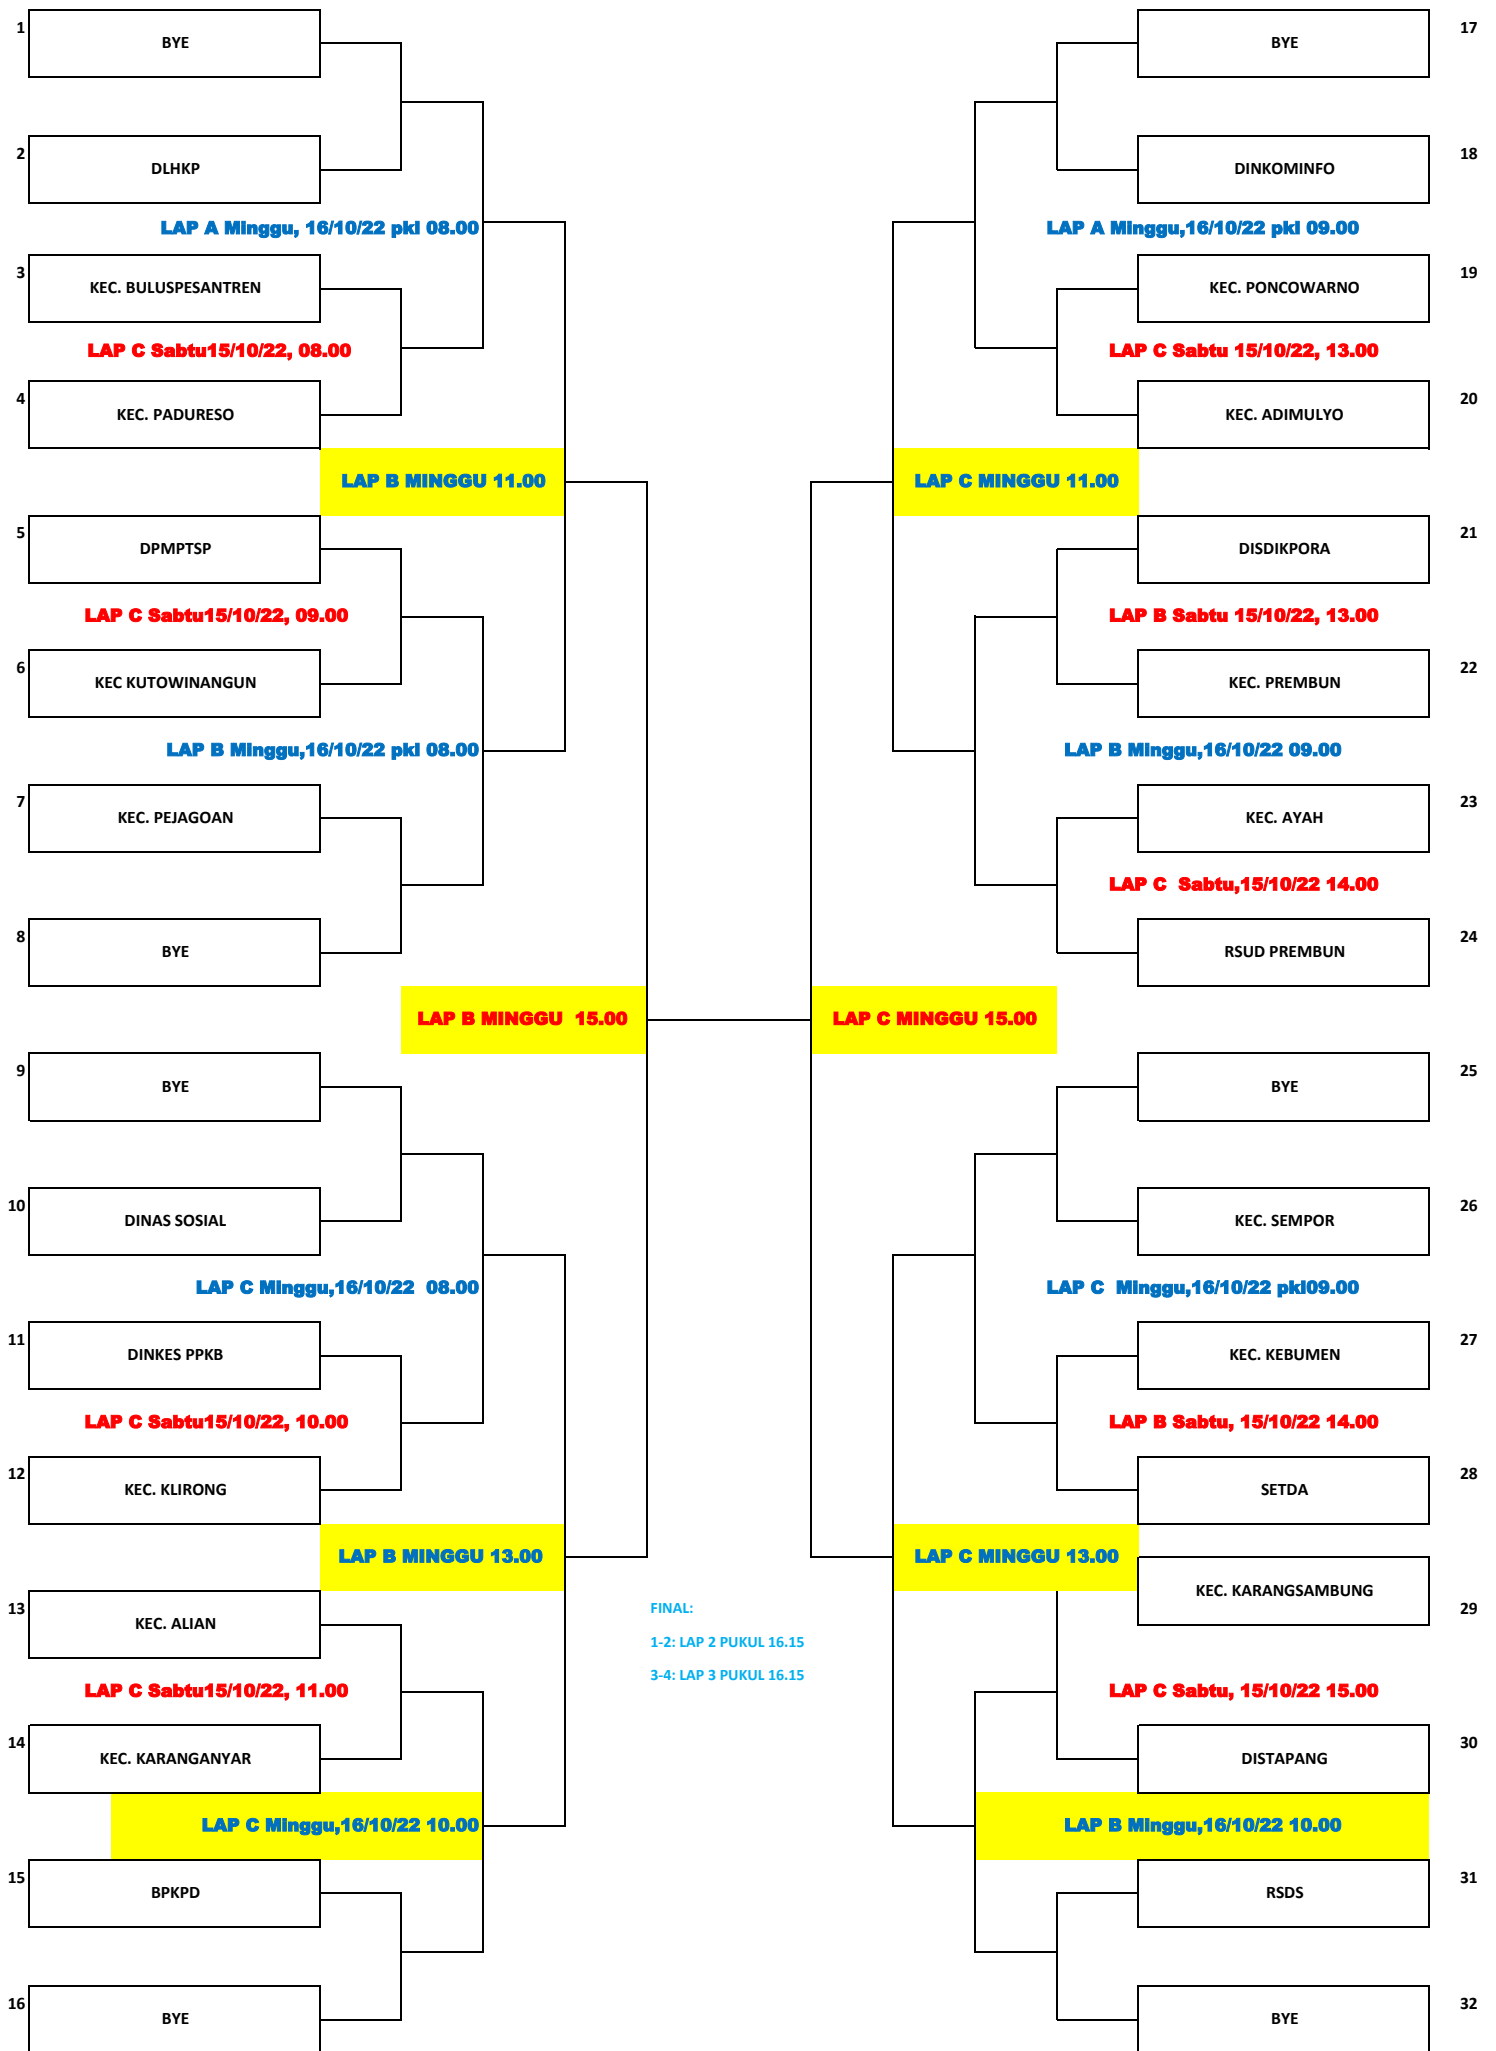 1
BYE
2
DLHKP
LAP A Minggu, 16/10/22 pkl 08.00
3
KEC. BULUSPESANTREN
LAP C Sabtu15/10/22, 08.00
4
KEC. PADURESO
LAP B MINGGU 11.00
5
DPMPTSP
LAP C Sabtu15/10/22, 09.00
6
KEC KUTOWINANGUN
LAP B Minggu,16/10/22 pkl 08.00
7
KEC. PEJAGOAN
8
BYE
LAP B MINGGU  15.00
9
BYE
10
DINAS SOSIAL
LAP C Minggu,16/10/22  08.00
11
DINKES PPKB
LAP C Sabtu15/10/22, 10.00
12
KEC. KLIRONG
LAP B MINGGU 13.00
13
KEC. ALIAN
LAP C Sabtu15/10/22, 11.00
14
KEC. KARANGANYAR
LAP C Minggu,16/10/22 10.00
15
BPKPD
16
BYE
FINAL:
1-2: LAP 2 PUKUL 16.15
3-4: LAP 3 PUKUL 16.15
17
BYE
18
DINKOMINFO
LAP A Minggu,16/10/22 pkl 09.00
19
KEC. PONCOWARNO
LAP C Sabtu 15/10/22, 13.00
20
KEC. ADIMULYO
LAP C MINGGU 11.00
21
DISDIKPORA
LAP B Sabtu 15/10/22, 13.00
22
KEC. PREMBUN
LAP B Minggu,16/10/22 09.00
23
KEC. AYAH
LAP C  Sabtu,15/10/22 14.00
24
RSUD PREMBUN
LAP C MINGGU 15.00
25
BYE
26
KEC. SEMPOR
LAP C  Minggu,16/10/22 pkl09.00
27
KEC. KEBUMEN
LAP B Sabtu, 15/10/22 14.00
28
SETDA
LAP C MINGGU 13.00
KEC. KARANGSAMBUNG
29
LAP C Sabtu, 15/10/22 15.00
30
DISTAPANG
LAP B Minggu,16/10/22 10.00
31
RSDS
32
BYE